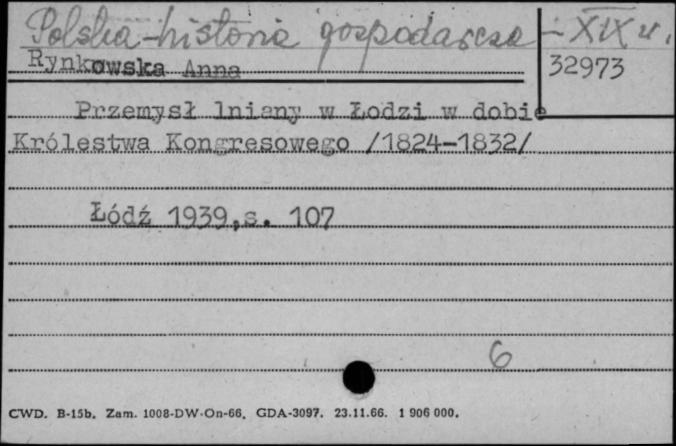 Polska - historia gospodarcza - XIX w.
Rynkowska Anna
32973
Przemysł lniany w Łodzi w dobie
Królestwa Kongresowego /1824-1832/
Łódź 1939, s. 107
6
CWD. B-15b. Zam. 1008-DW-On-66. GDA-3097. 23.11.66. 1 906 000.